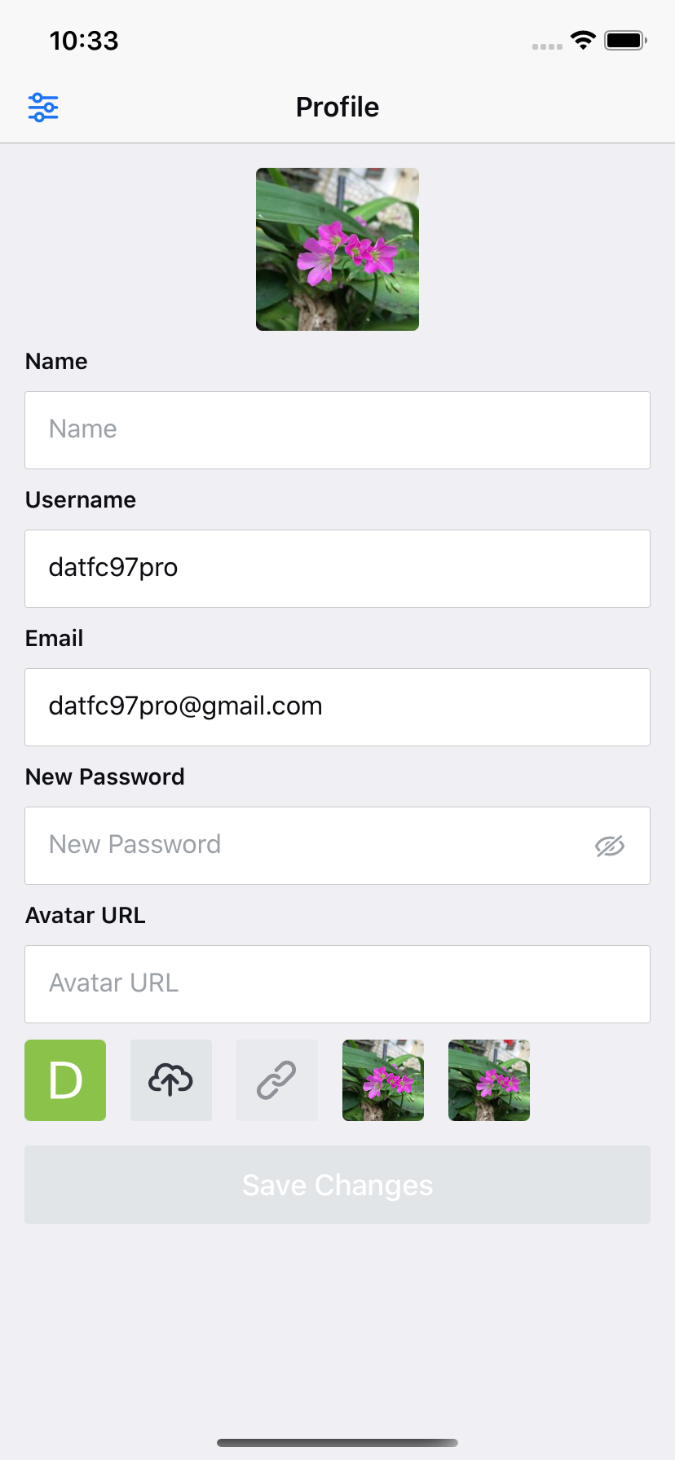 10:33
Profile
Name
Name
Username
datfc97pro
Email
datfc97pro@gmail.com
New Password
New Password
Avatar URL
Avatar URL
D
Save Changes